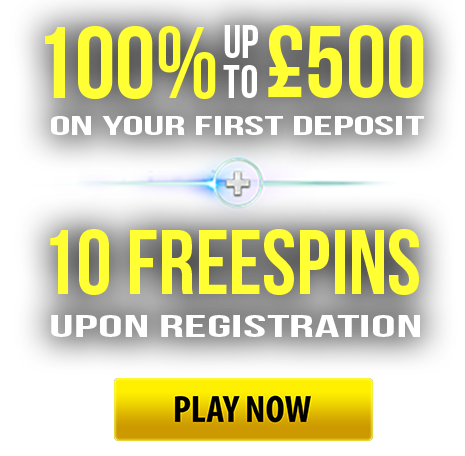 100% UP TO £500
ON YOUR FIRST DEPOSIT
+
10 FREESPINS
UPON REGISTRATION
PLAY NOW